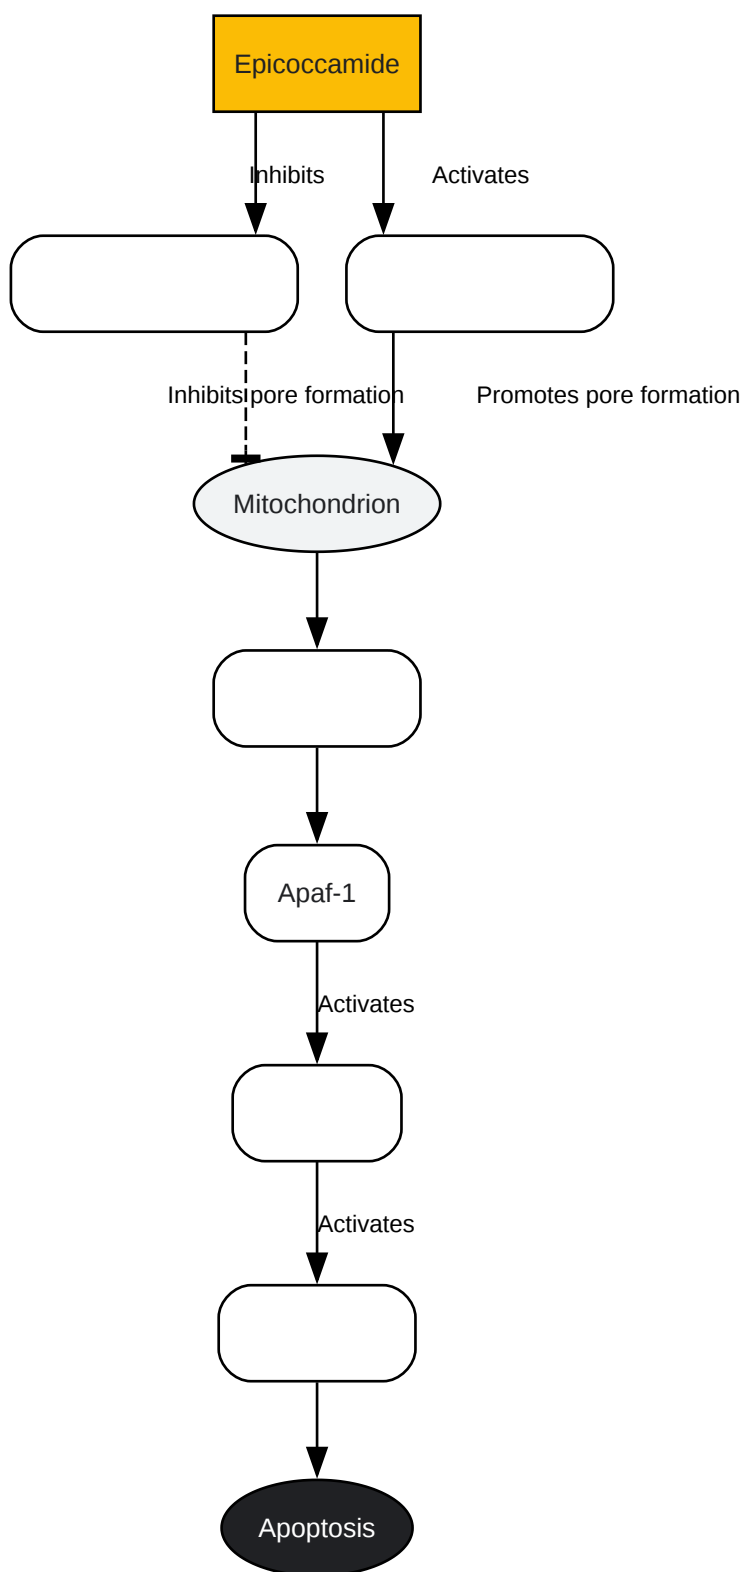 Epicoccamide
Inhibits
Activates
Inhibits pore formation
Promotes pore formation
Mitochondrion
Apaf-1
Activates
Activates
Apoptosis